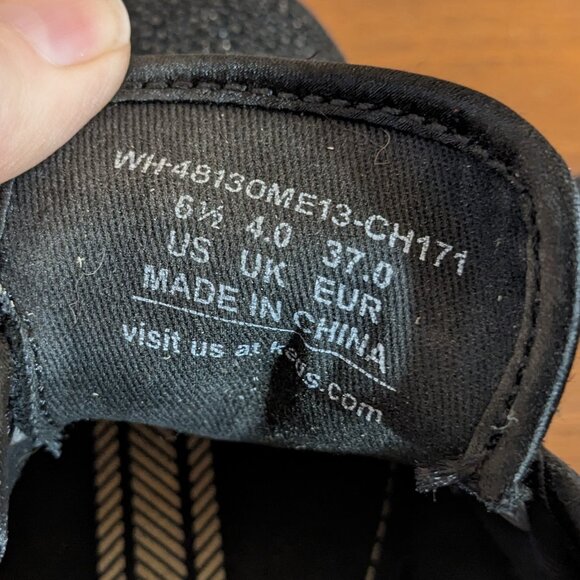 WH48130ME13-CH171
6½ 4.0 37.0
US UK EUR
MADE IN CHINA
visit us at keds.com